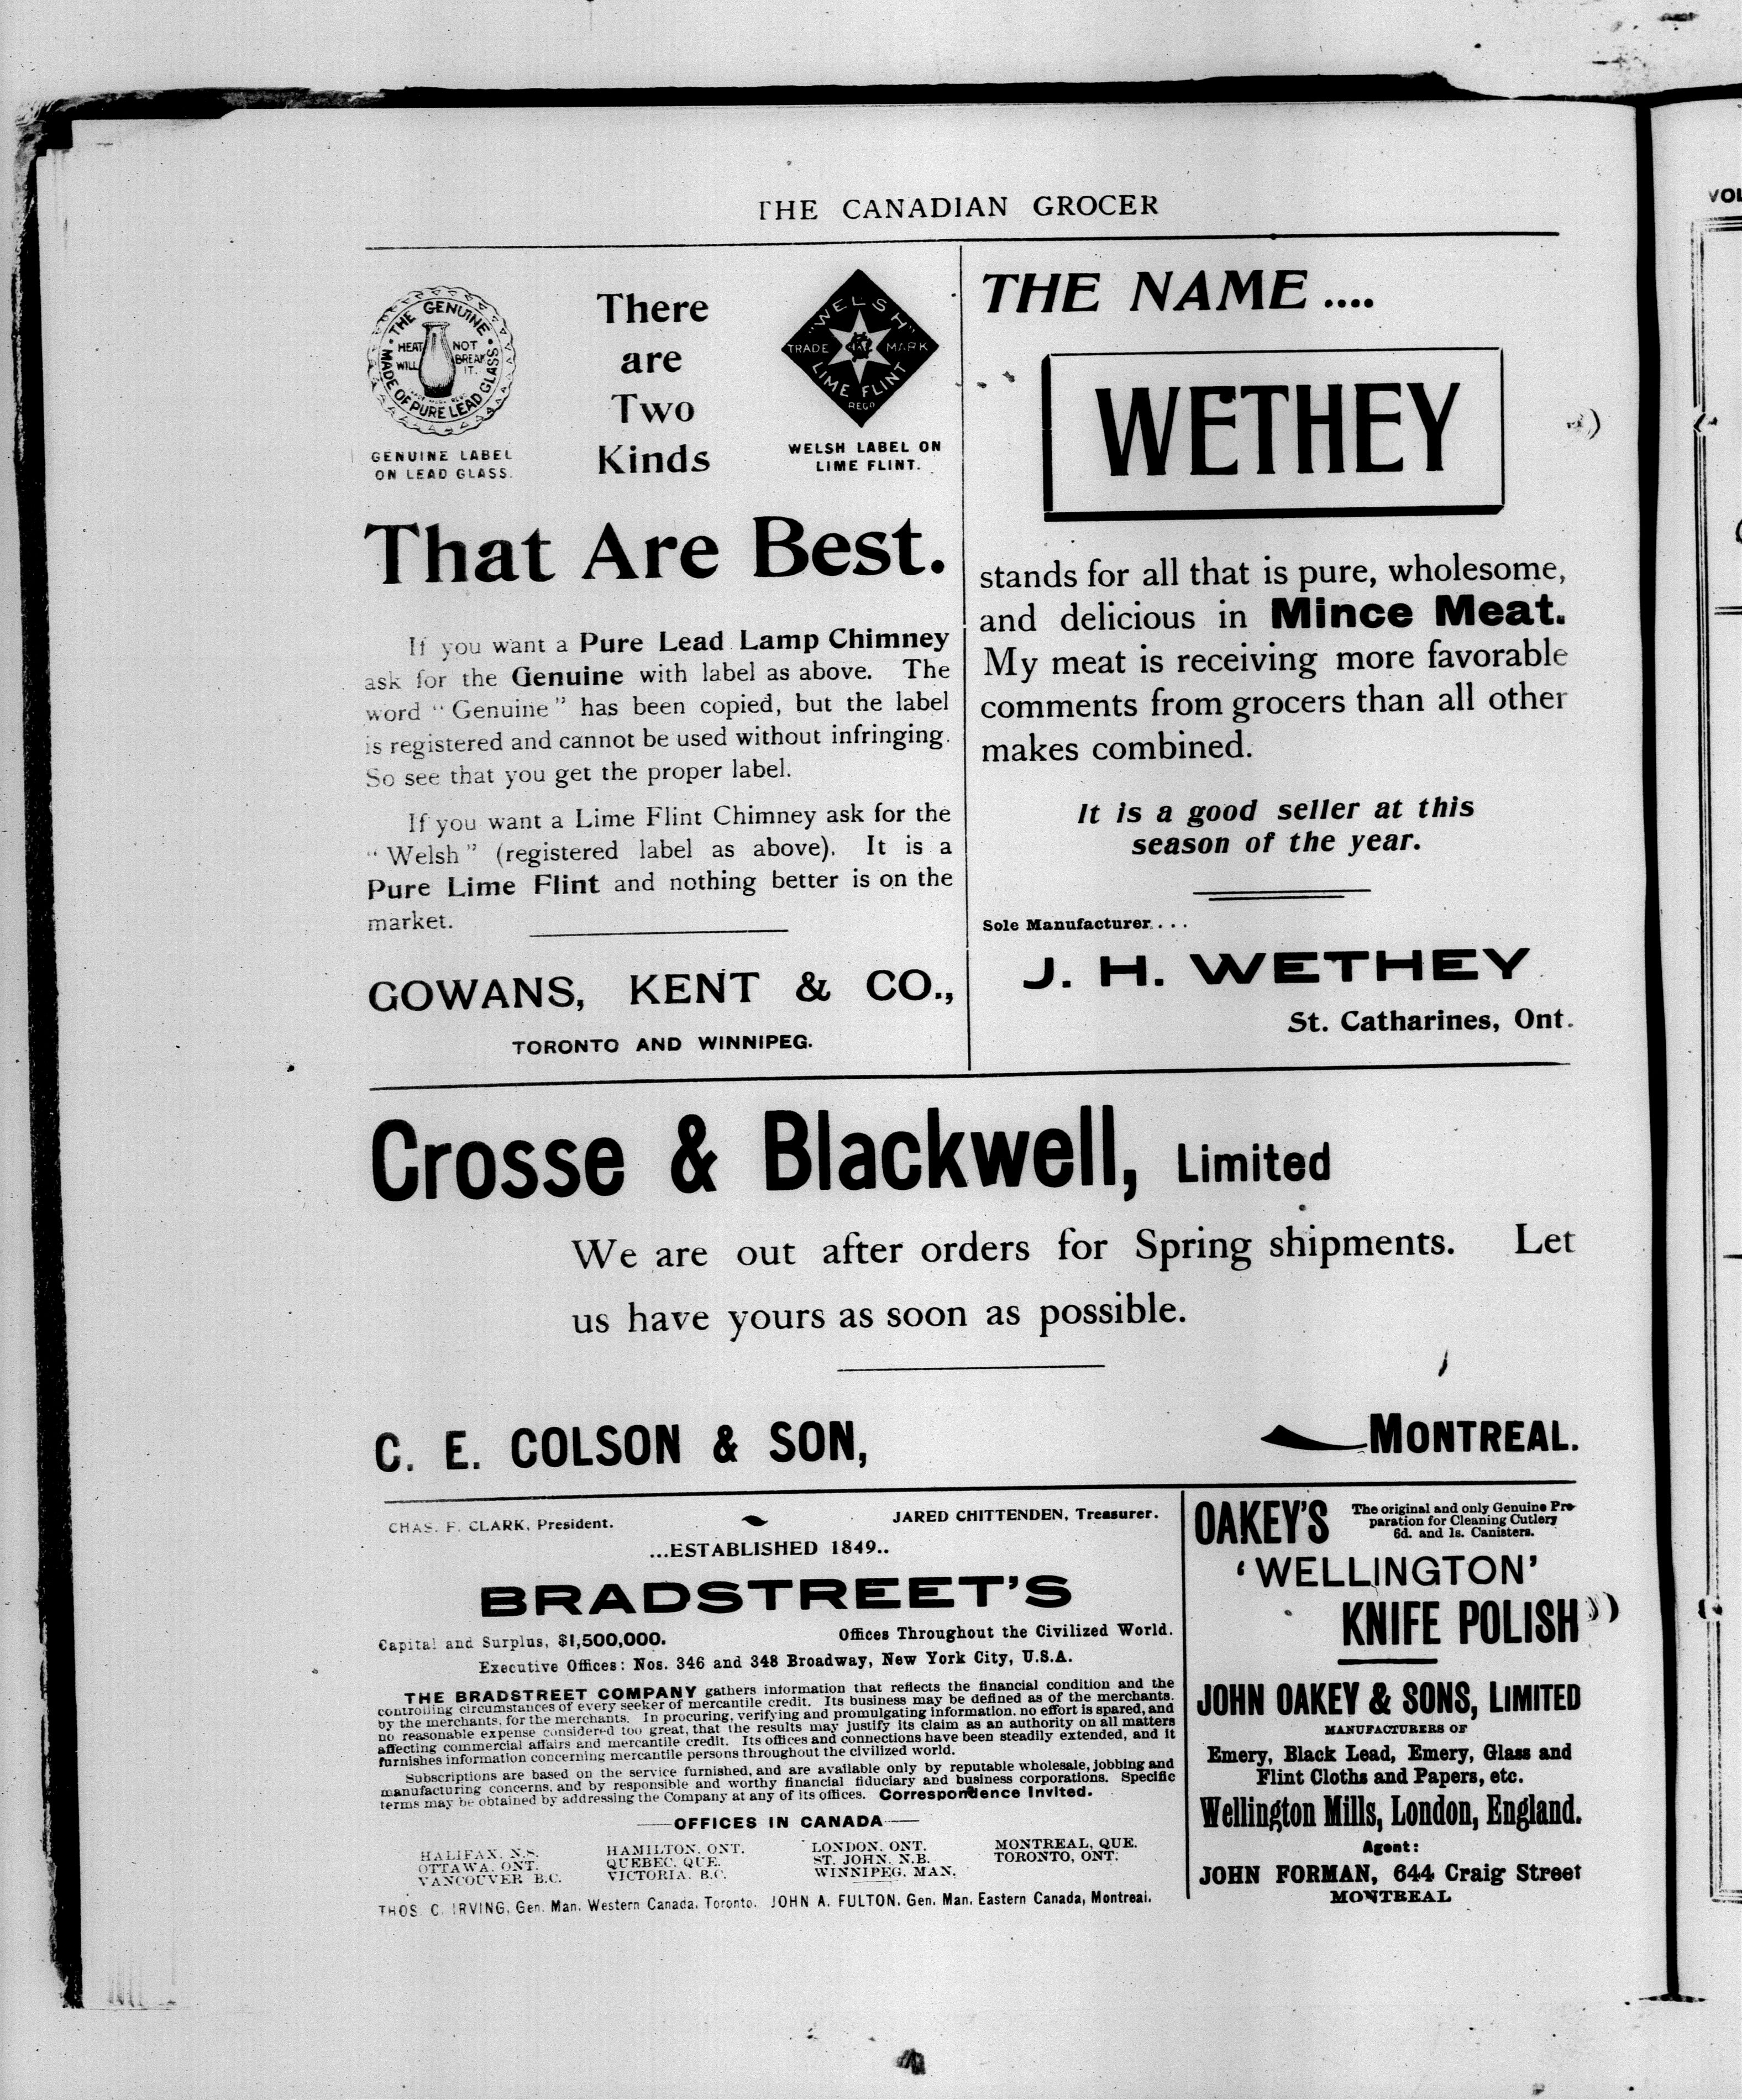 THE CANADIAN GROCER
THE GENUINE
HEAT WILL NOT BREAK IT.
MADE OF PURE LEAD GLASS
GENUINE LABEL
ON LEAD GLASS.
There
are
Two
Kinds
"WELSH"
TRADE MARK
LIME FLINT
REGD
WELSH LABEL ON
LIME FLINT.
That Are Best.
If you want a Pure Lead Lamp Chimney
ask for the Genuine with label as above. The
word "Genuine" has been copied, but the label
is registered and cannot be used without infringing.
So see that you get the proper label.
If you want a Lime Flint Chimney ask for the
"Welsh" (registered label as above). It is a
Pure Lime Flint and nothing better is on the
market.
GOWANS, KENT & CO.,
TORONTO AND WINNIPEG.
THE NAME ....
WETHEY
stands for all that is pure, wholesome,
and delicious in Mince Meat.
My meat is receiving more favorable
comments from grocers than all other
makes combined.
It is a good seller at this
season of the year.
Sole Manufacturer. . .
J. H. WETHEY
St. Catharines, Ont.
Crosse & Blackwell, Limited
We are out after orders for Spring shipments. Let
us have yours as soon as possible.
C. E. COLSON & SON, MONTREAL.
CHAS. F. CLARK, President. JARED CHITTENDEN, Treasurer.
...ESTABLISHED 1849..
BRADSTREET'S
Capital and Surplus, $1,500,000. Offices Throughout the Civilized World.
Executive Offices: Nos. 346 and 348 Broadway, New York City, U.S.A.
THE BRADSTREET COMPANY gathers information that reflects the financial condition and the
controlling circumstances of every seeker of mercantile credit. Its business may be defined as of the merchants,
by the merchants, for the merchants. In procuring, verifying and promulgating information, no effort is spared, and
no reasonable expense considered too great, that the results may justify its claim as an authority on all matters
affecting commercial affairs and mercantile credit. Its offices and connections have been steadily extended, and it
furnishes information concerning mercantile persons throughout the civilized world.
Subscriptions are based on the service furnished, and are available only by reputable wholesale, jobbing and
manufacturing concerns, and by responsible and worthy financial fiduciary and business corporations. Specific
terms may be obtained by addressing the Company at any of its offices. Correspondence Invited.
OFFICES IN CANADA
HALIFAX, N.S. HAMILTON, ONT. LONDON, ONT. MONTREAL, QUE.
OTTAWA, ONT. QUEBEC, QUE. ST. JOHN, N.B. TORONTO, ONT.
VANCOUVER B.C. VICTORIA, B.C. WINNIPEG, MAN.
THOS. C. IRVING, Gen. Man. Western Canada, Toronto. JOHN A. FULTON, Gen. Man. Eastern Canada, Montreal.
OAKEY'S
The original and only Genuine Pre-
paration for Cleaning Cutlery
6d. and 1s. Canisters.
'WELLINGTON'
KNIFE POLISH
JOHN OAKEY & SONS, LIMITED
MANUFACTURERS OF
Emery, Black Lead, Emery, Glass and
Flint Cloths and Papers, etc.
Wellington Mills, London, England.
Agent:
JOHN FORMAN, 644 Craig Street
MONTREAL
VOL